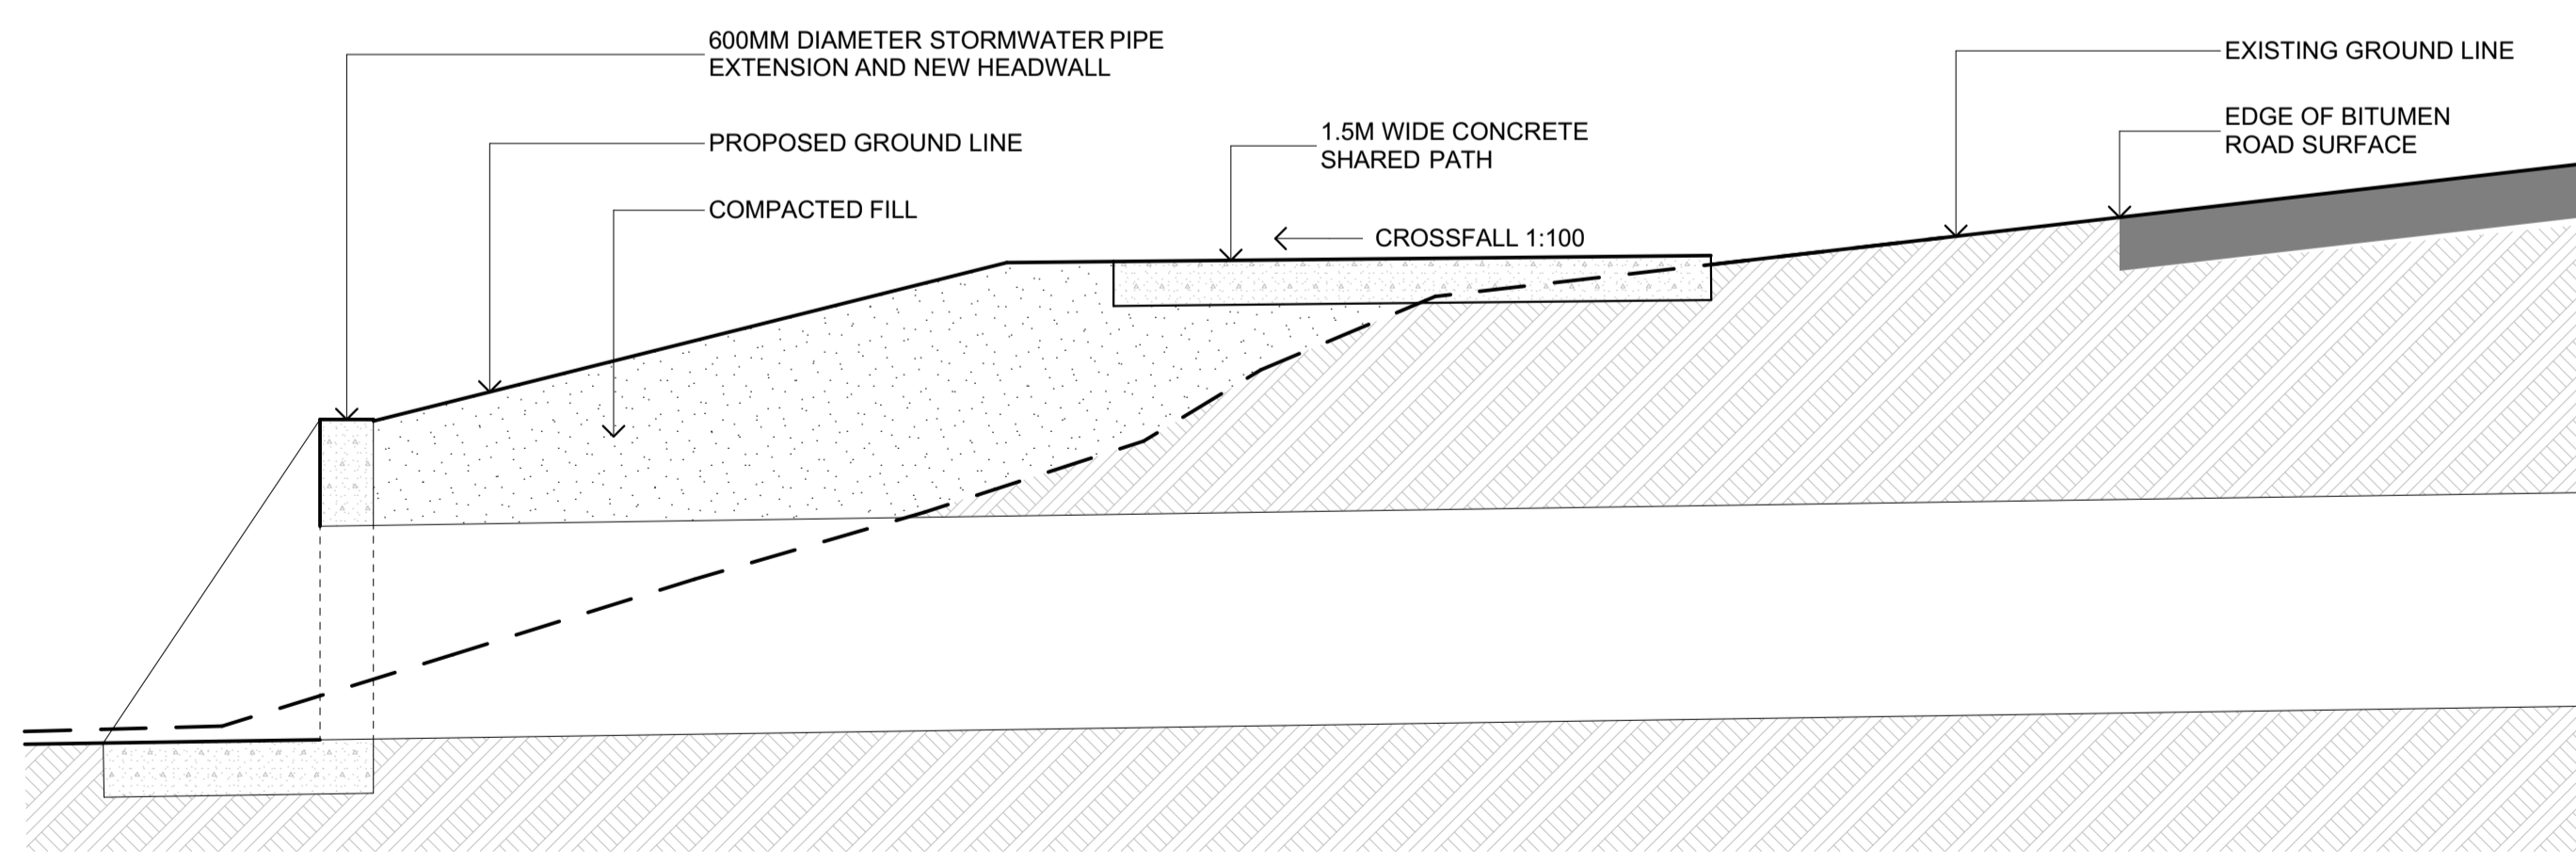 600MM DIAMETER STORMWATER PIPE
EXTENSION AND NEW HEADWALL
PROPOSED GROUND LINE
COMPACTED FILL
1.5M WIDE CONCRETE
SHARED PATH
CROSSFALL 1:100
EXISTING GROUND LINE
EDGE OF BITUMEN
ROAD SURFACE